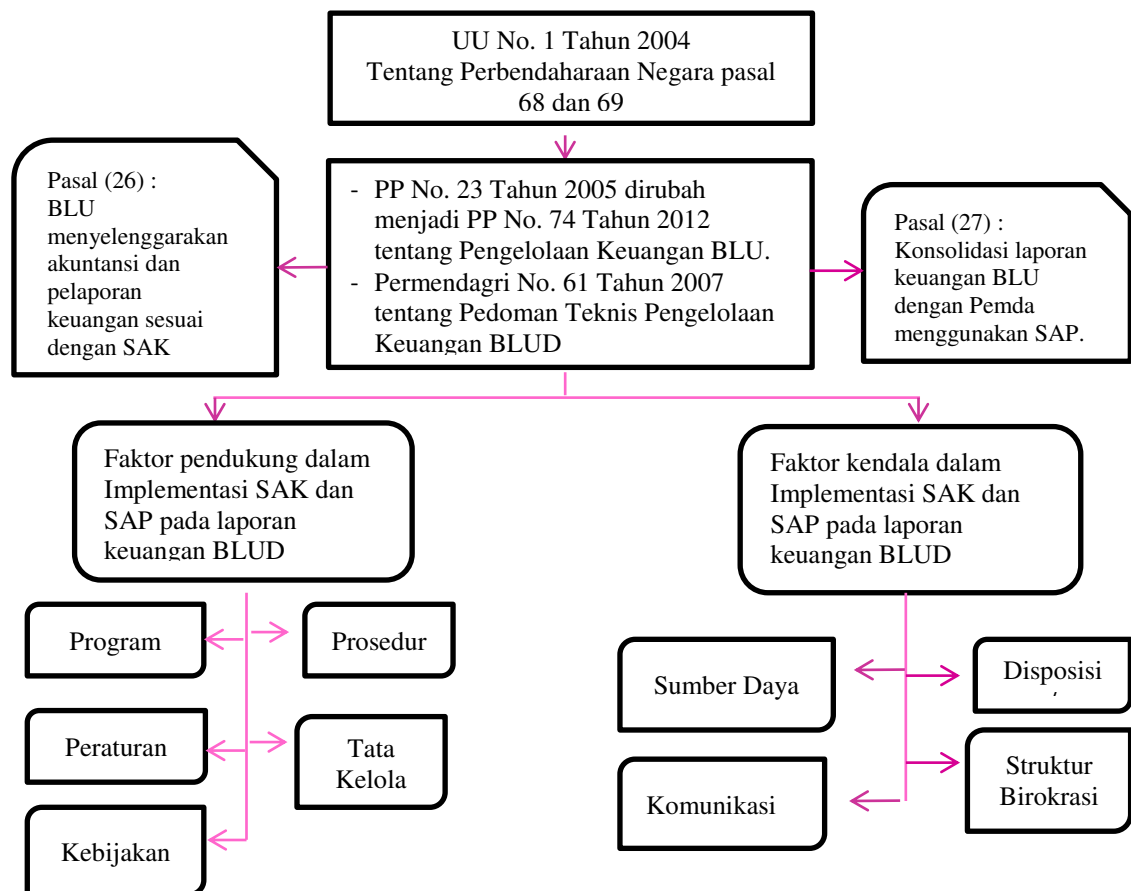 UU No. 1 Tahun 2004
Tentang Perbendaharaan Negara pasal
68 dan 69
Pasal (26) :
BLU
menyelenggarakan
akuntansi dan
pelaporan
keuangan sesuai
dengan SAK
- PP No. 23 Tahun 2005 dirubah
menjadi PP No. 74 Tahun 2012
tentang Pengelolaan Keuangan BLU.
- Permendagri No. 61 Tahun 2007
tentang Pedoman Teknis Pengelolaan
Keuangan BLUD
Pasal (27) :
Konsolidasi laporan
keuangan BLU
dengan Pemda
menggunakan SAP.
Faktor pendukung dalam
Implementasi SAK dan
SAP pada laporan
keuangan BLUD
Faktor kendala dalam
Implementasi SAK dan
SAP pada laporan
keuangan BLUD
Program
Prosedur
Peraturan
Tata
Kelola
Kebijakan
Sumber Daya
Disposisi
Komunikasi
Struktur
Birokrasi